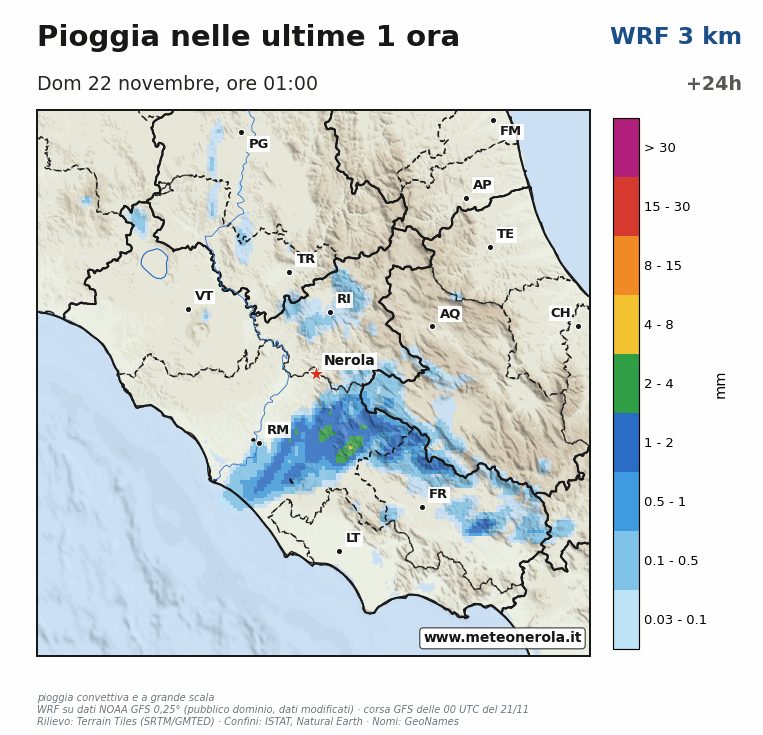 Pioggia nelle ultime 1 ora
WRF 3 km
Dom 22 novembre, ore 01:00
+24h
FM
PG
AP
TE
TR
VT
RI
AQ
CH
Nerola
RM
FR
LT
www.meteonerola.it
> 30
15 - 30
8 - 15
4 - 8
2 - 4
1 - 2
0.5 - 1
0.1 - 0.5
0.03 - 0.1
mm
pioggia convettiva e a grande scala
WRF su dati NOAA GFS 0,25° (pubblico dominio, dati modificati) · corsa GFS delle 00 UTC del 21/11
Rilievo: Terrain Tiles (SRTM/GMTED) · Confini: ISTAT, Natural Earth · Nomi: GeoNames